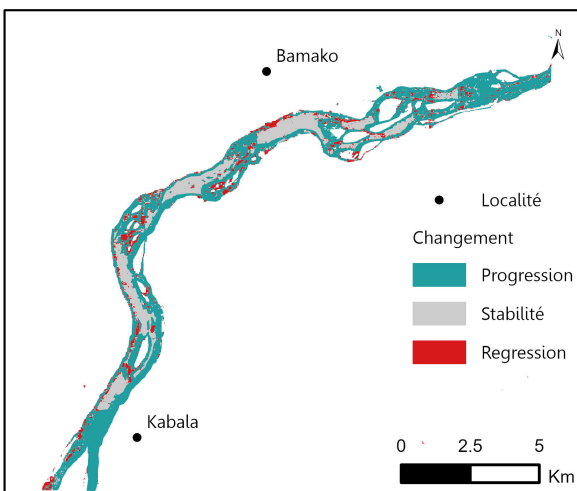 N
Bamako
Localité
Changement
Progression
Stabilité
Regression
Kabala
0 2.5 5
Km